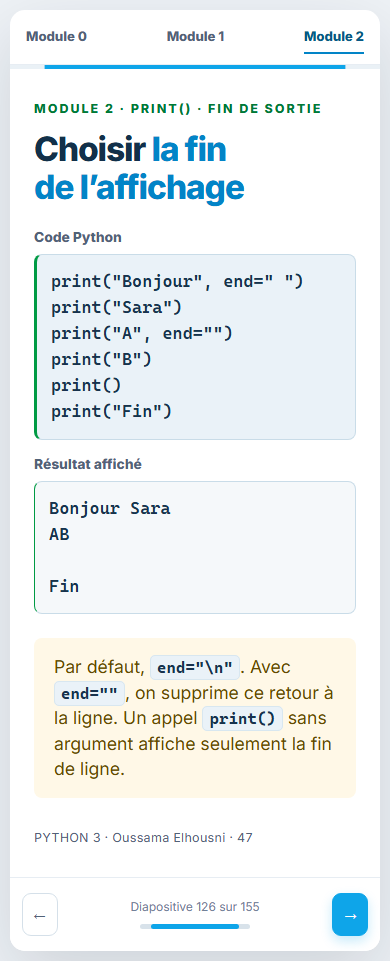 Module 0
Module 1
Module 2
MODULE 2 · PRINT() · FIN DE SORTIE
Choisir la fin
de l’affichage
Code Python
print("Bonjour", end=" ")
print("Sara")
print("A", end="")
print("B")
print()
print("Fin")
Résultat affiché
Bonjour Sara
AB
Fin
Par défaut, end="\n". Avec
end="", on supprime ce retour à
la ligne. Un appel print() sans
argument affiche seulement la fin
de ligne.
PYTHON 3 · Oussama Elhousni · 47
← Diapositive 126 sur 155 →